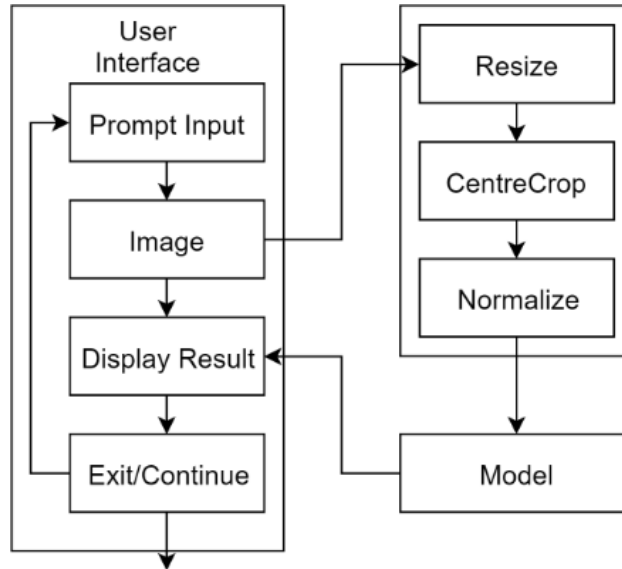 User
Interface
Prompt Input
Image
Display Result
Exit/Continue
Resize
CentreCrop
Normalize
Model